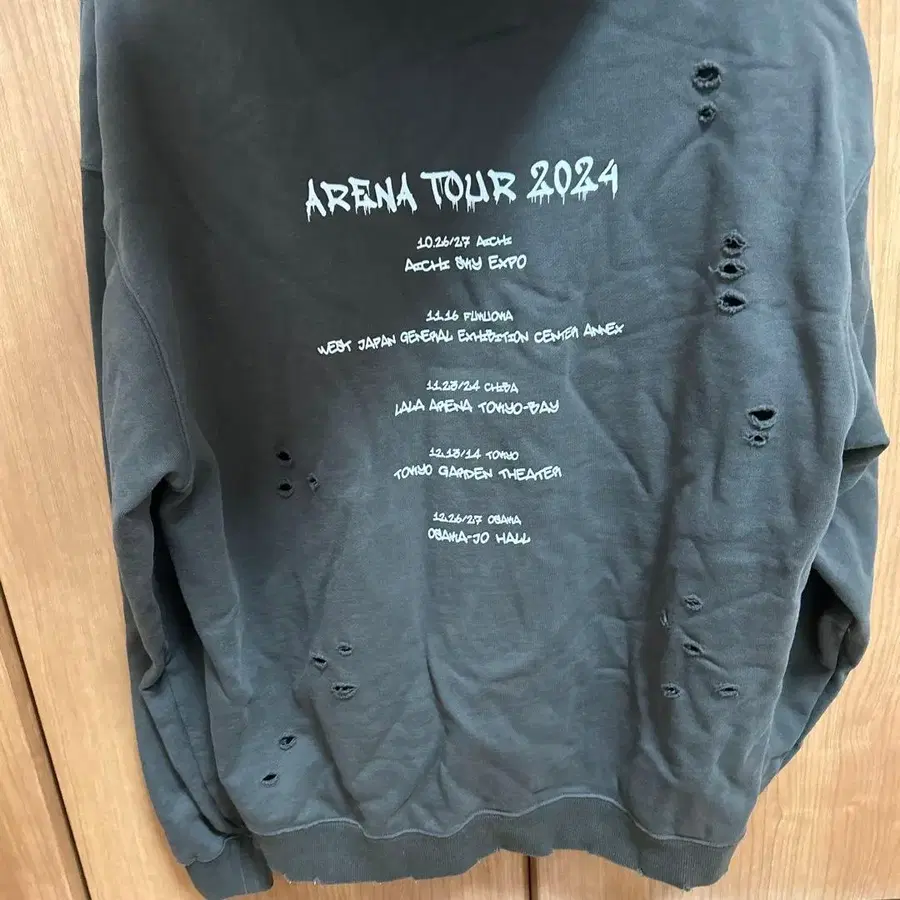 ARENA TOUR 2024
10.26/27 AICHI
AICHI SKY EXPO
11.16 FUKUOKA
WEST JAPAN GENERAL EXHIBITION CENTER ANNEX
11.23/24 CHIBA
LALA ARENA TOKYO-BAY
12.13/14 TOKYO
TOKYO GARDEN THEATER
12.26/27 OSAKA
OSAKA-JO HALL